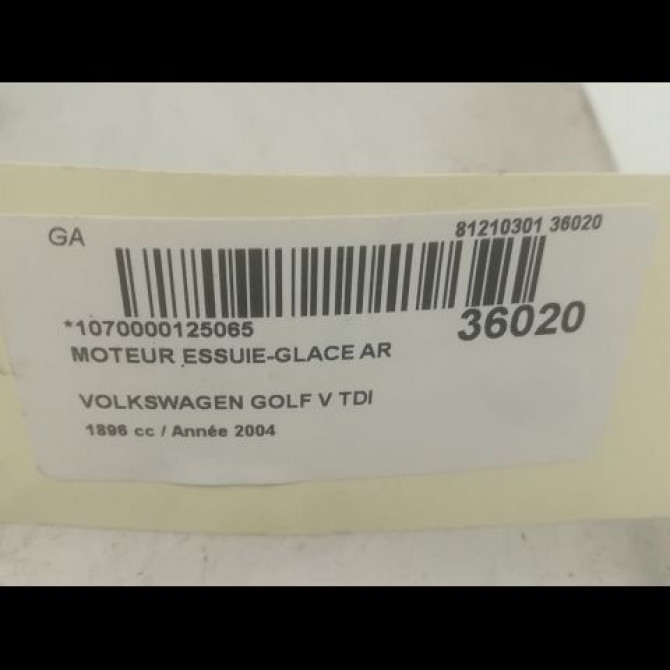 GA
81210301 36020
*1070000125065
36020
MOTEUR ESSUIE-GLACE AR
VOLKSWAGEN GOLF V TDI
1896 cc / Année 2004